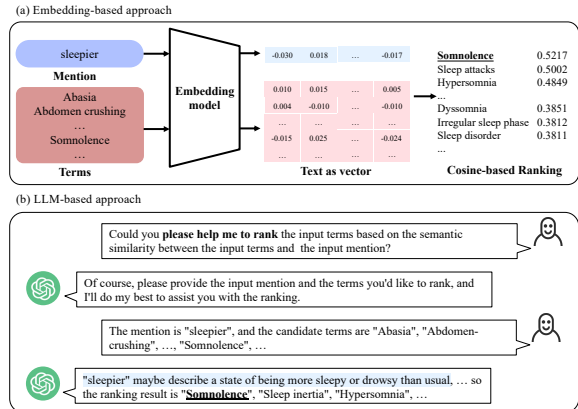 (a) Embedding-based approach
sleepier
Mention
Abasia
Abdomen crushing
...
Somnolence
...
Terms
Embedding
model
-0.030 0.018 ... -0.017
0.010 0.015 ... 0.005
0.004 -0.010 ... -0.010
... ... ... ...
-0.015 0.025 ... -0.024
... ... ... ...
Text as vector
Somnolence 0.5217
Sleep attacks 0.5002
Hypersomnia 0.4849
...
Dyssomnia 0.3851
Irregular sleep phase 0.3812
Sleep disorder 0.3811
...
Cosine-based Ranking
(b) LLM-based approach
Could you please help me to rank the input terms based on the semantic
similarity between the input terms and the input mention?
Of course, please provide the input mention and the terms you'd like to rank, and
I'll do my best to assist you with the ranking.
The mention is "sleepier", and the candidate terms are "Abasia", "Abdomen-
crushing", ..., "Somnolence", ...
"sleepier" maybe describe a state of being more sleepy or drowsy than usual, ... so
the ranking result is "Somnolence", "Sleep inertia", "Hypersomnia", ...